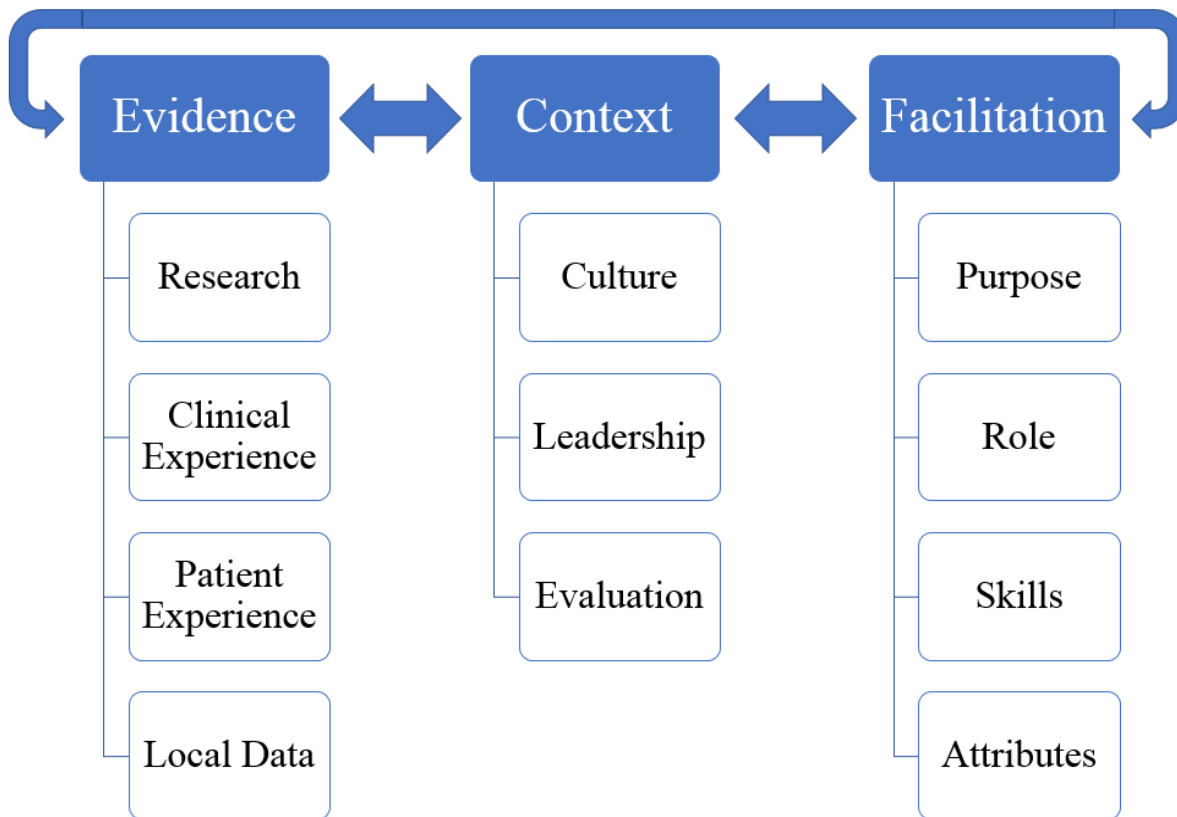 Evidence
Context
Facilitation
Research
Culture
Purpose
Clinical
Experience
Leadership
Role
Patient
Experience
Evaluation
Skills
Local Data
Attributes